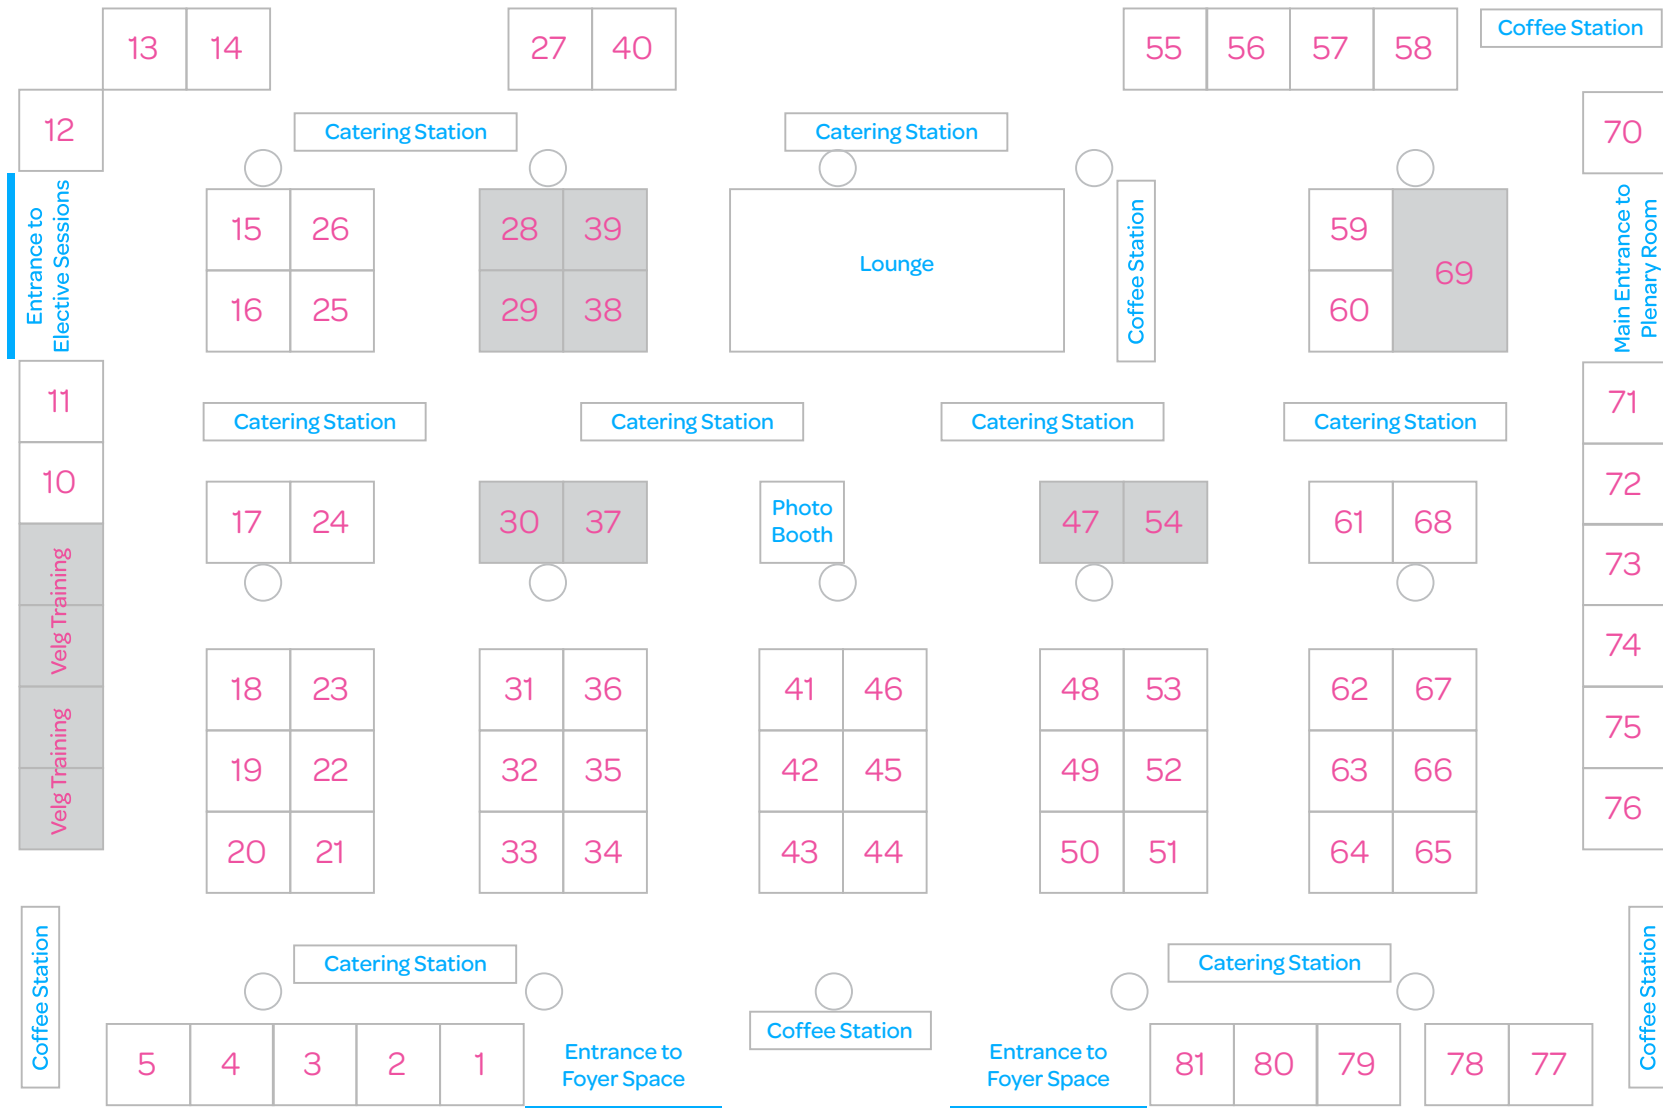 13 14 27 40 55 56 57 58 Coffee Station
12 Catering Station Catering Station 70
Entrance to
Elective Sessions
15 26 28 39 59
Lounge
Coffee Station
69
16 25 29 38 60
Main Entrance to
Plenary Room
11 71
Catering Station Catering Station Catering Station Catering Station
10 72
17 24 30 37 Photo
Booth
47 54 61 68
73
Velg Training
74
18 23 31 36 41 46 48 53 62 67
75
Velg Training
19 22 32 35 42 45 49 52 63 66
76
20 21 33 34 43 44 50 51 64 65
Catering Station Catering Station
Coffee Station
Coffee Station
Coffee Station
5 4 3 2 1 Entrance to
Foyer Space
Entrance to
Foyer Space
81 80 79 78 77